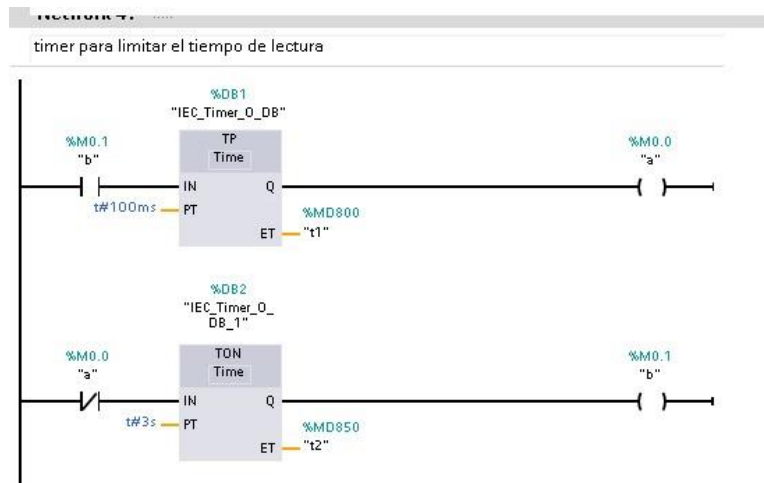 timer para limitar el tiempo de lectura
%DB1
"IEC_Timer_0_DB"
%M0.1
"b"
TP
Time
%M0.0
"a"
IN
Q
t#100ms
PT
%MD800
ET
"t1"
%DB2
"IEC_Timer_0_
DB_1"
%M0.0
"a"
TON
Time
%M0.1
"b"
IN
Q
t#3s
PT
%MD850
ET
"t2"